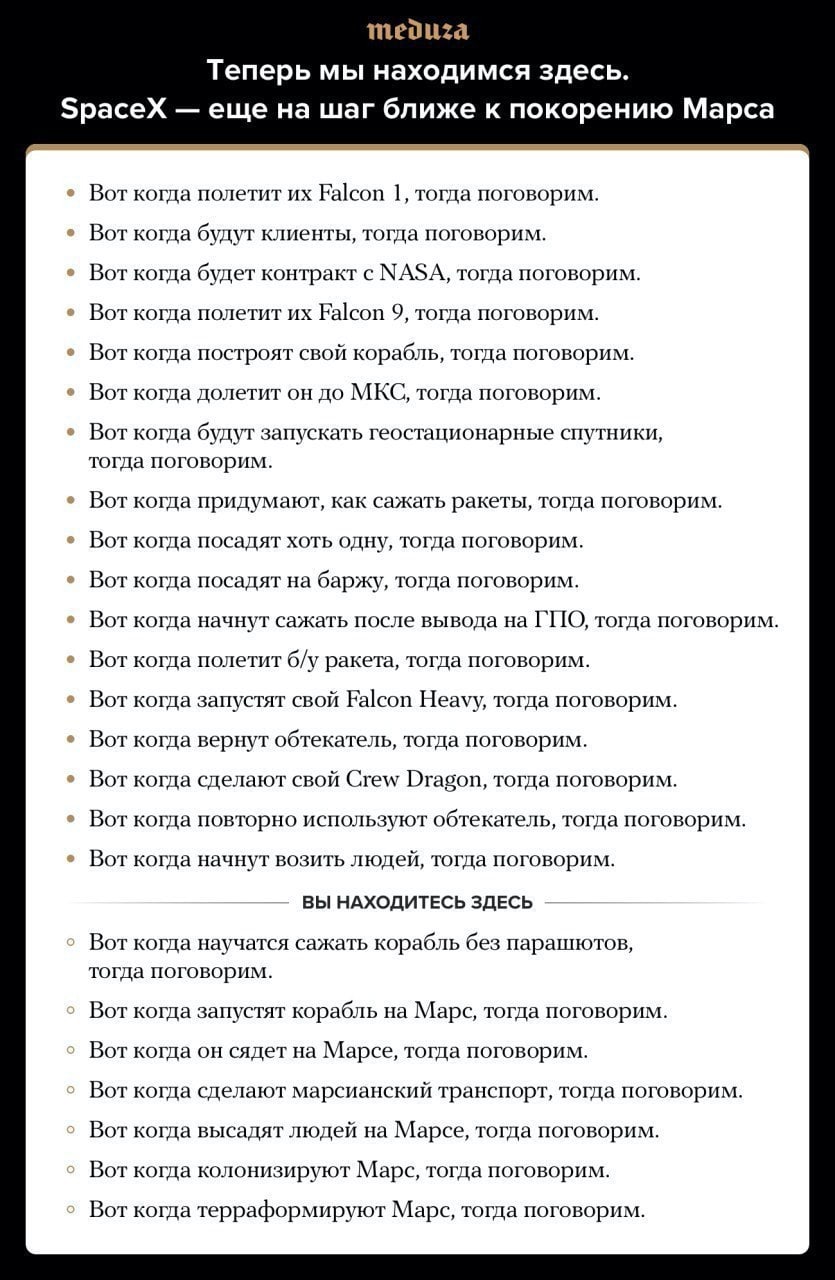 meduza
Теперь мы находимся здесь.
SpaceX — еще на шаг ближе к покорению Марса
• Вот когда полетит их Falcon 1, тогда поговорим.
• Вот когда будут клиенты, тогда поговорим.
• Вот когда будет контракт с NASA, тогда поговорим.
• Вот когда полетит их Falcon 9, тогда поговорим.
• Вот когда построят свой корабль, тогда поговорим.
• Вот когда долетит он до МКС, тогда поговорим.
• Вот когда будут запускать геостационарные спутники,
тогда поговорим.
• Вот когда придумают, как сажать ракеты, тогда поговорим.
• Вот когда посадят хоть одну, тогда поговорим.
• Вот когда посадят на баржу, тогда поговорим.
• Вот когда начнут сажать после вывода на ГПО, тогда поговорим.
• Вот когда полетит б/у ракета, тогда поговорим.
• Вот когда запустят свой Falcon Heavy, тогда поговорим.
• Вот когда вернут обтекатель, тогда поговорим.
• Вот когда сделают свой Crew Dragon, тогда поговорим.
• Вот когда повторно используют обтекатель, тогда поговорим.
• Вот когда начнут возить людей, тогда поговорим.
ВЫ НАХОДИТЕСЬ ЗДЕСЬ
◦ Вот когда научатся сажать корабль без парашютов,
тогда поговорим.
◦ Вот когда запустят корабль на Марс, тогда поговорим.
◦ Вот когда он сядет на Марсе, тогда поговорим.
◦ Вот когда сделают марсианский транспорт, тогда поговорим.
◦ Вот когда высадят людей на Марсе, тогда поговорим.
◦ Вот когда колонизируют Марс, тогда поговорим.
◦ Вот когда терраформируют Марс, тогда поговорим.